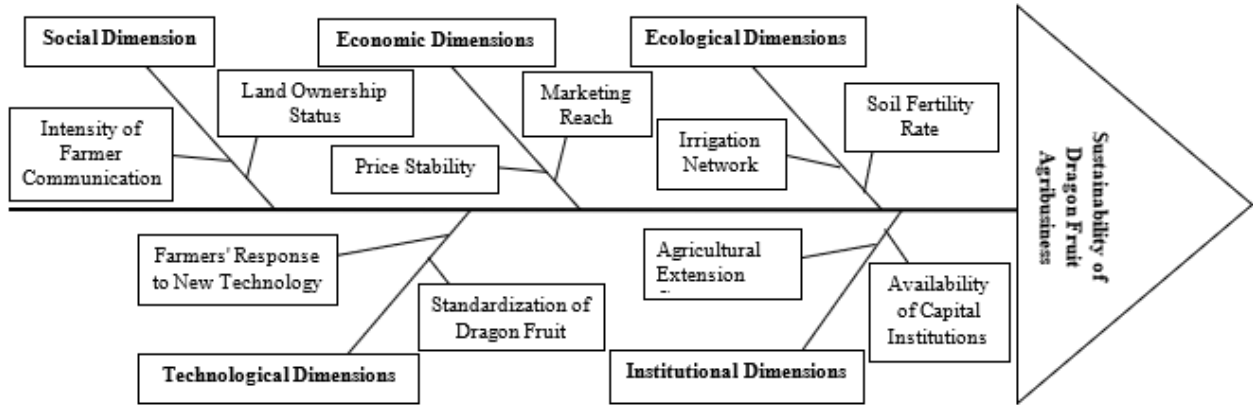 Social Dimension
Economic Dimensions
Ecological Dimensions
Land Ownership
Status
Marketing
Reach
Soil Fertility
Rate
Intensity of
Farmer
Communication
Price Stability
Irrigation
Network
Sustainability of
Dragon Fruit
Agribusiness
Farmers' Response
to New Technology
Agricultural
Extension
Standardization of
Dragon Fruit
Availability
of Capital
Institutions
Technological Dimensions
Institutional Dimensions